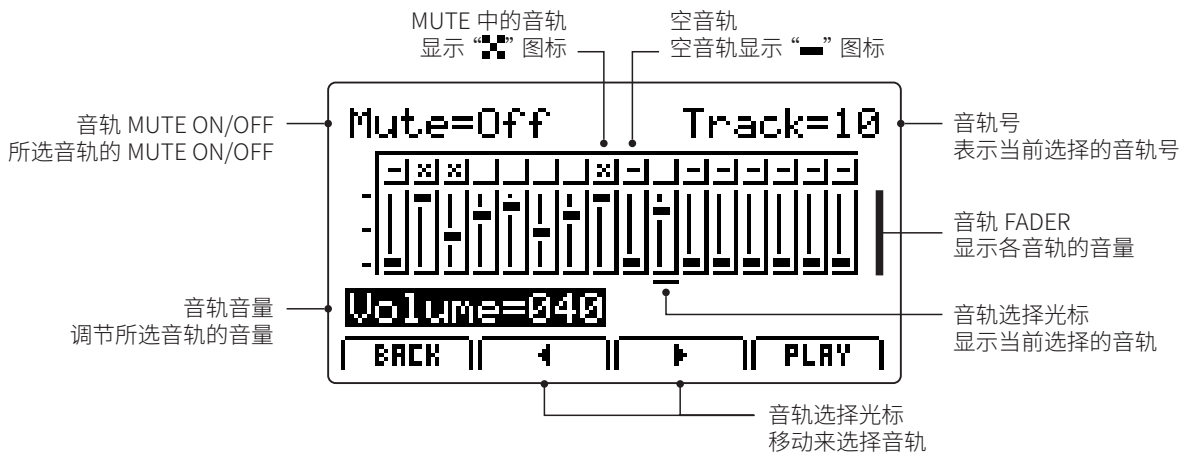 MUTE 中的音轨
显示 “” 图标
空音轨
空音轨显示 “” 图标
音轨 MUTE ON/OFF
所选音轨的 MUTE ON/OFF
Mute=Off
Track=10
音轨号
表示当前选择的音轨号
音轨 FADER
显示各音轨的音量
音轨音量
调节所选音轨的音量
Volume=040
音轨选择光标
显示当前选择的音轨
BACK
PLAY
音轨选择光标
移动来选择音轨